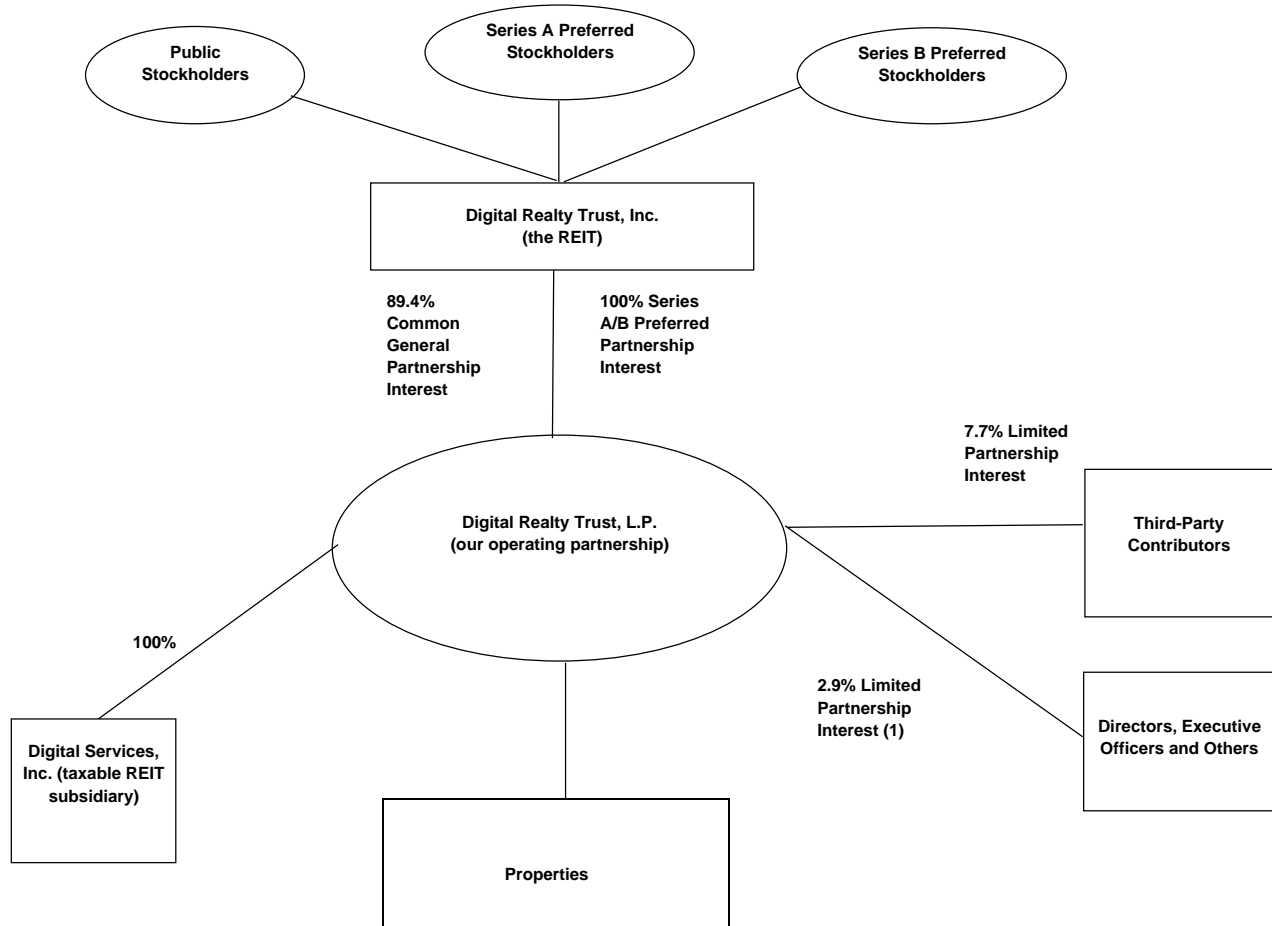 Public
Stockholders
Series A Preferred
Stockholders
Series B Preferred
Stockholders
Digital Realty Trust, Inc.
(the REIT)
89.4%
Common
General
Partnership
Interest
100% Series
A/B Preferred
Partnership
Interest
7.7% Limited
Partnership
Interest
Digital Realty Trust, L.P.
(our operating partnership)
Third-Party
Contributors
100%
2.9% Limited
Partnership
Interest (1)
Directors, Executive
Officers and Others
Digital Services,
Inc. (taxable REIT
subsidiary)
Properties